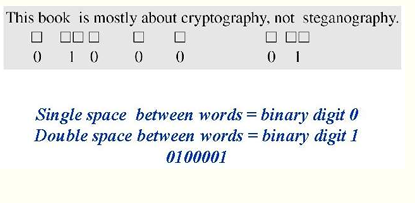 This book  is mostly about cryptography, not  steganography.
0 1 0 0 0 0 1
Single space  between words = binary digit 0
Double space between words = binary digit 1
0100001